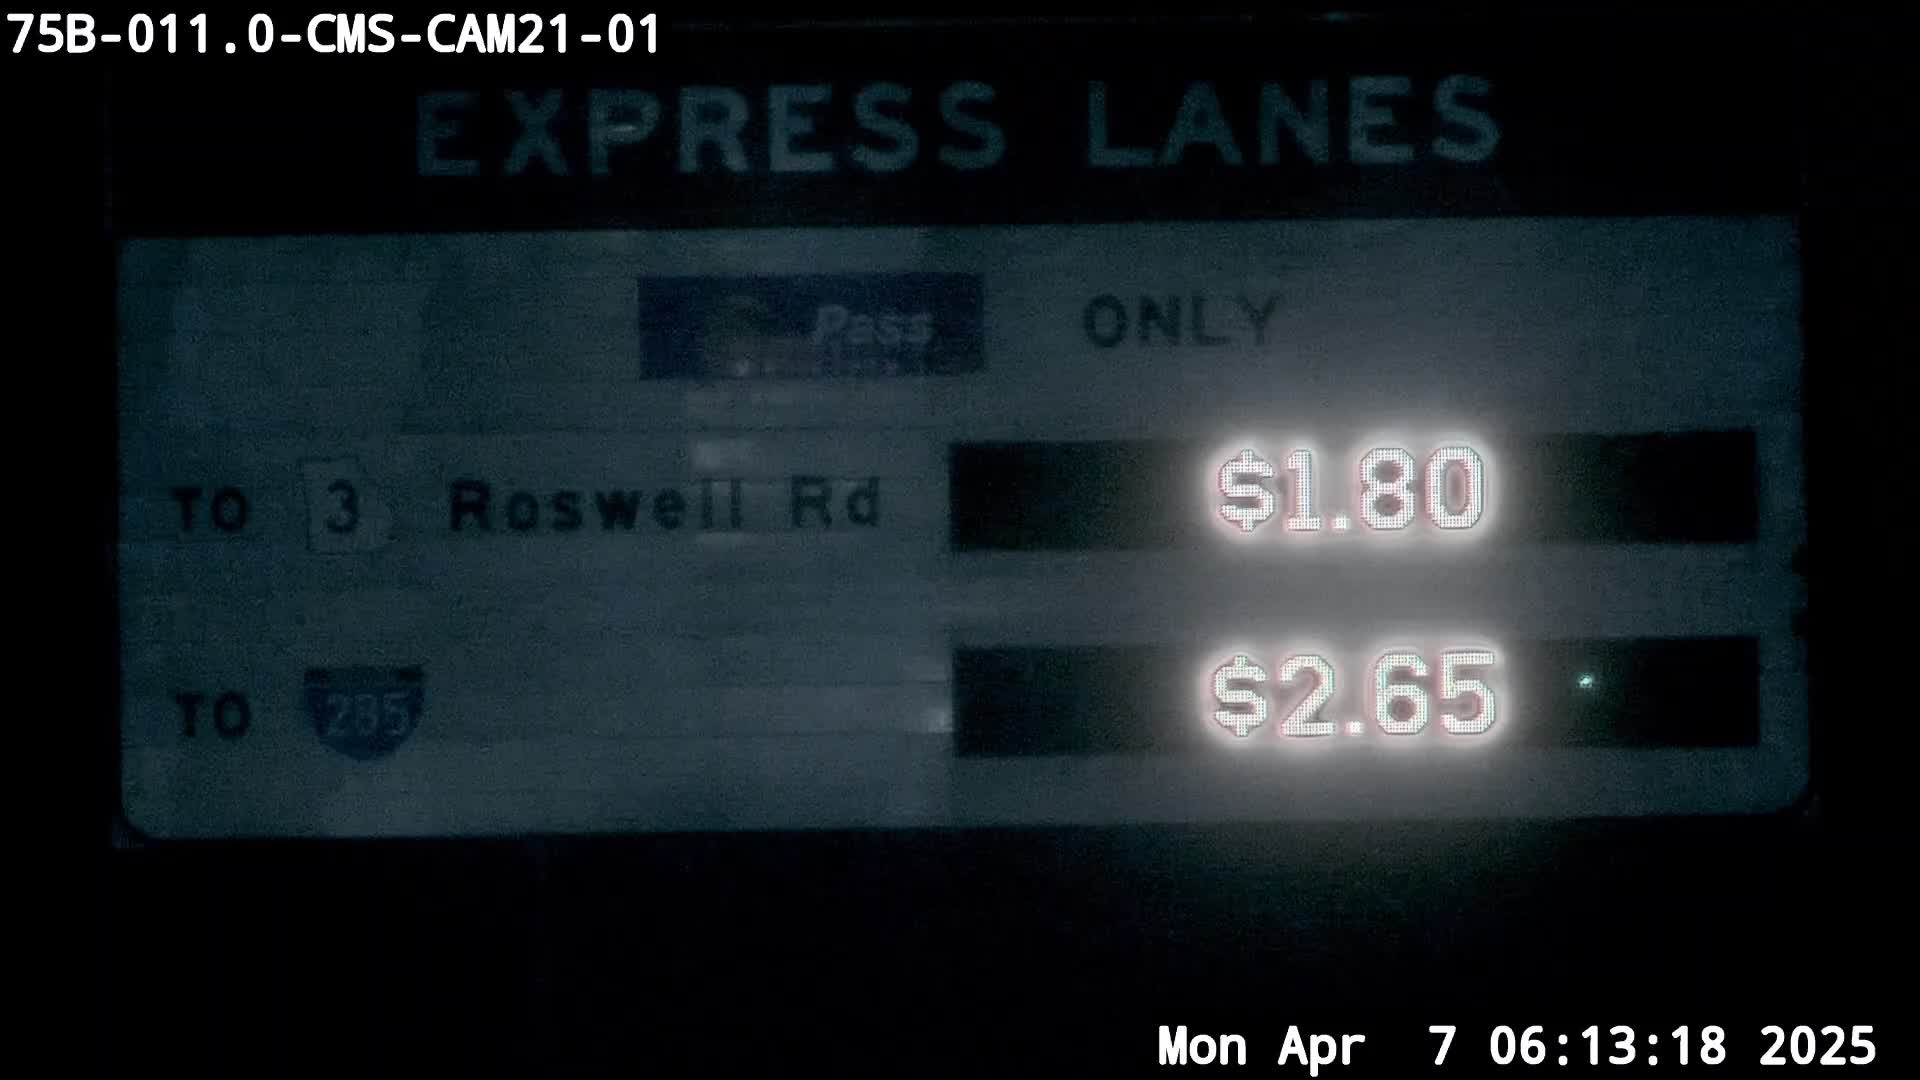 75B-011.0-CMS-CAM21-01
EXPRESS LANES
Pass ONLY
TO 3 Roswell Rd $1.80
TO 285 $2.65
Mon Apr 7 06:13:18 2025